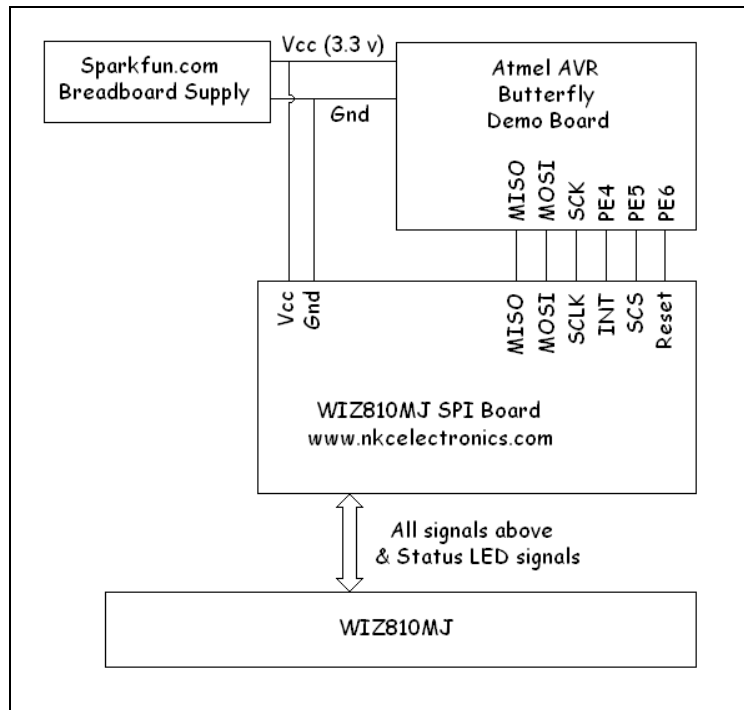 Sparkfun.com
Breadboard Supply
Vcc (3.3 v)
Gnd
Atmel AVR
Butterfly
Demo Board
MISO
MOSI
SCK
PE4
PE5
PE6
Vcc
Gnd
MISO
MOSI
SCLK
INT
SCS
Reset
WIZ810MJ SPI Board
www.nkcelectronics.com
All signals above
& Status LED signals
WIZ810MJ